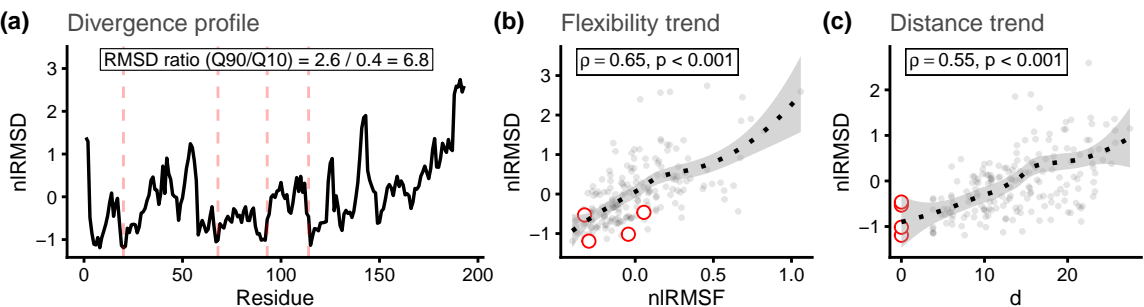 (a) Divergence profile
RMSD ratio (Q90/Q10) = 2.6 / 0.4 = 6.8
nlRMSD
3
2
1
0
−1
0 50 100 150 200
Residue
(b) Flexibility trend
ρ = 0.65, p < 0.001
nlRMSD
3
2
1
0
−1
0.0 0.5 1.0
nlRMSF
(c) Distance trend
ρ = 0.55, p < 0.001
nlRMSD
2
1
0
−1
0 10 20
d